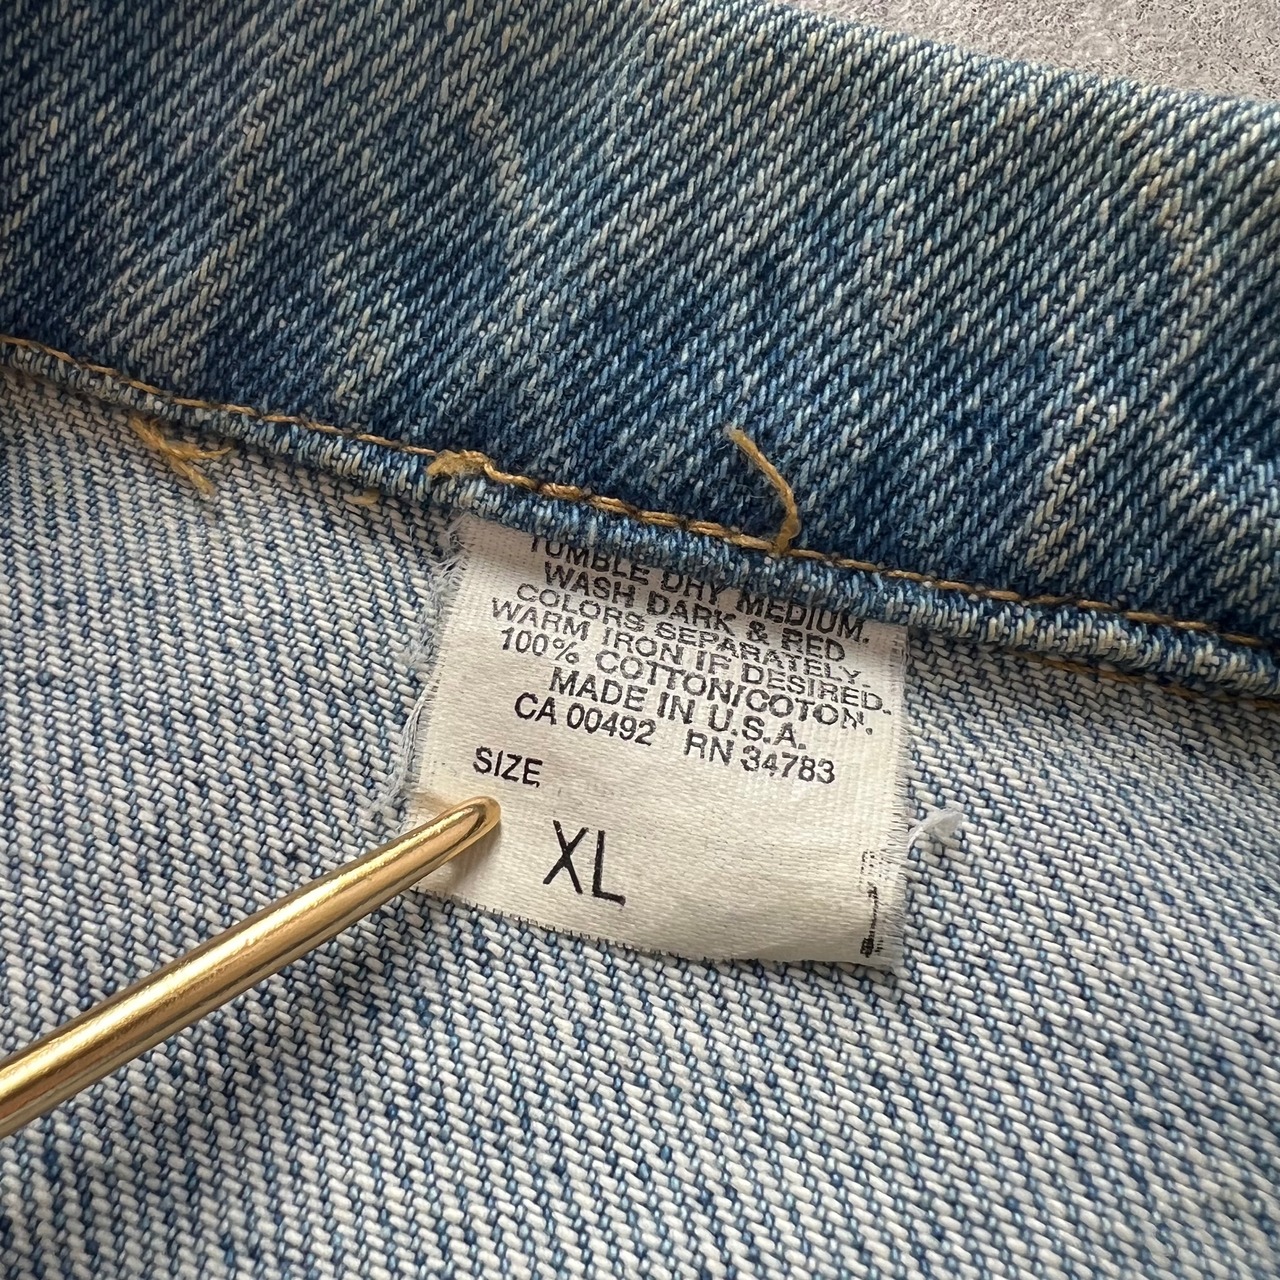 TUMBLE DRY MEDIUM.
WASH DARK & RED
COLORS SEPARATELY.
WARM IRON IF DESIRED.
100% COTTON/COTON.
MADE IN U.S.A.
CA 00492 RN 34783
SIZE
XL